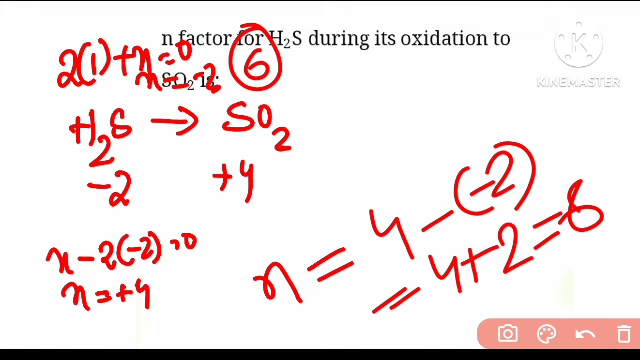 n factor for H₂S during its oxidation to
SO₂ is:
2(1) + x = 0
x = -2
6
H₂S → SO₂
-2 +4
x - 2(-2) = 0
x = +4
n = 4 - (-2)
= 4 + 2 = 6
KINEMASTER